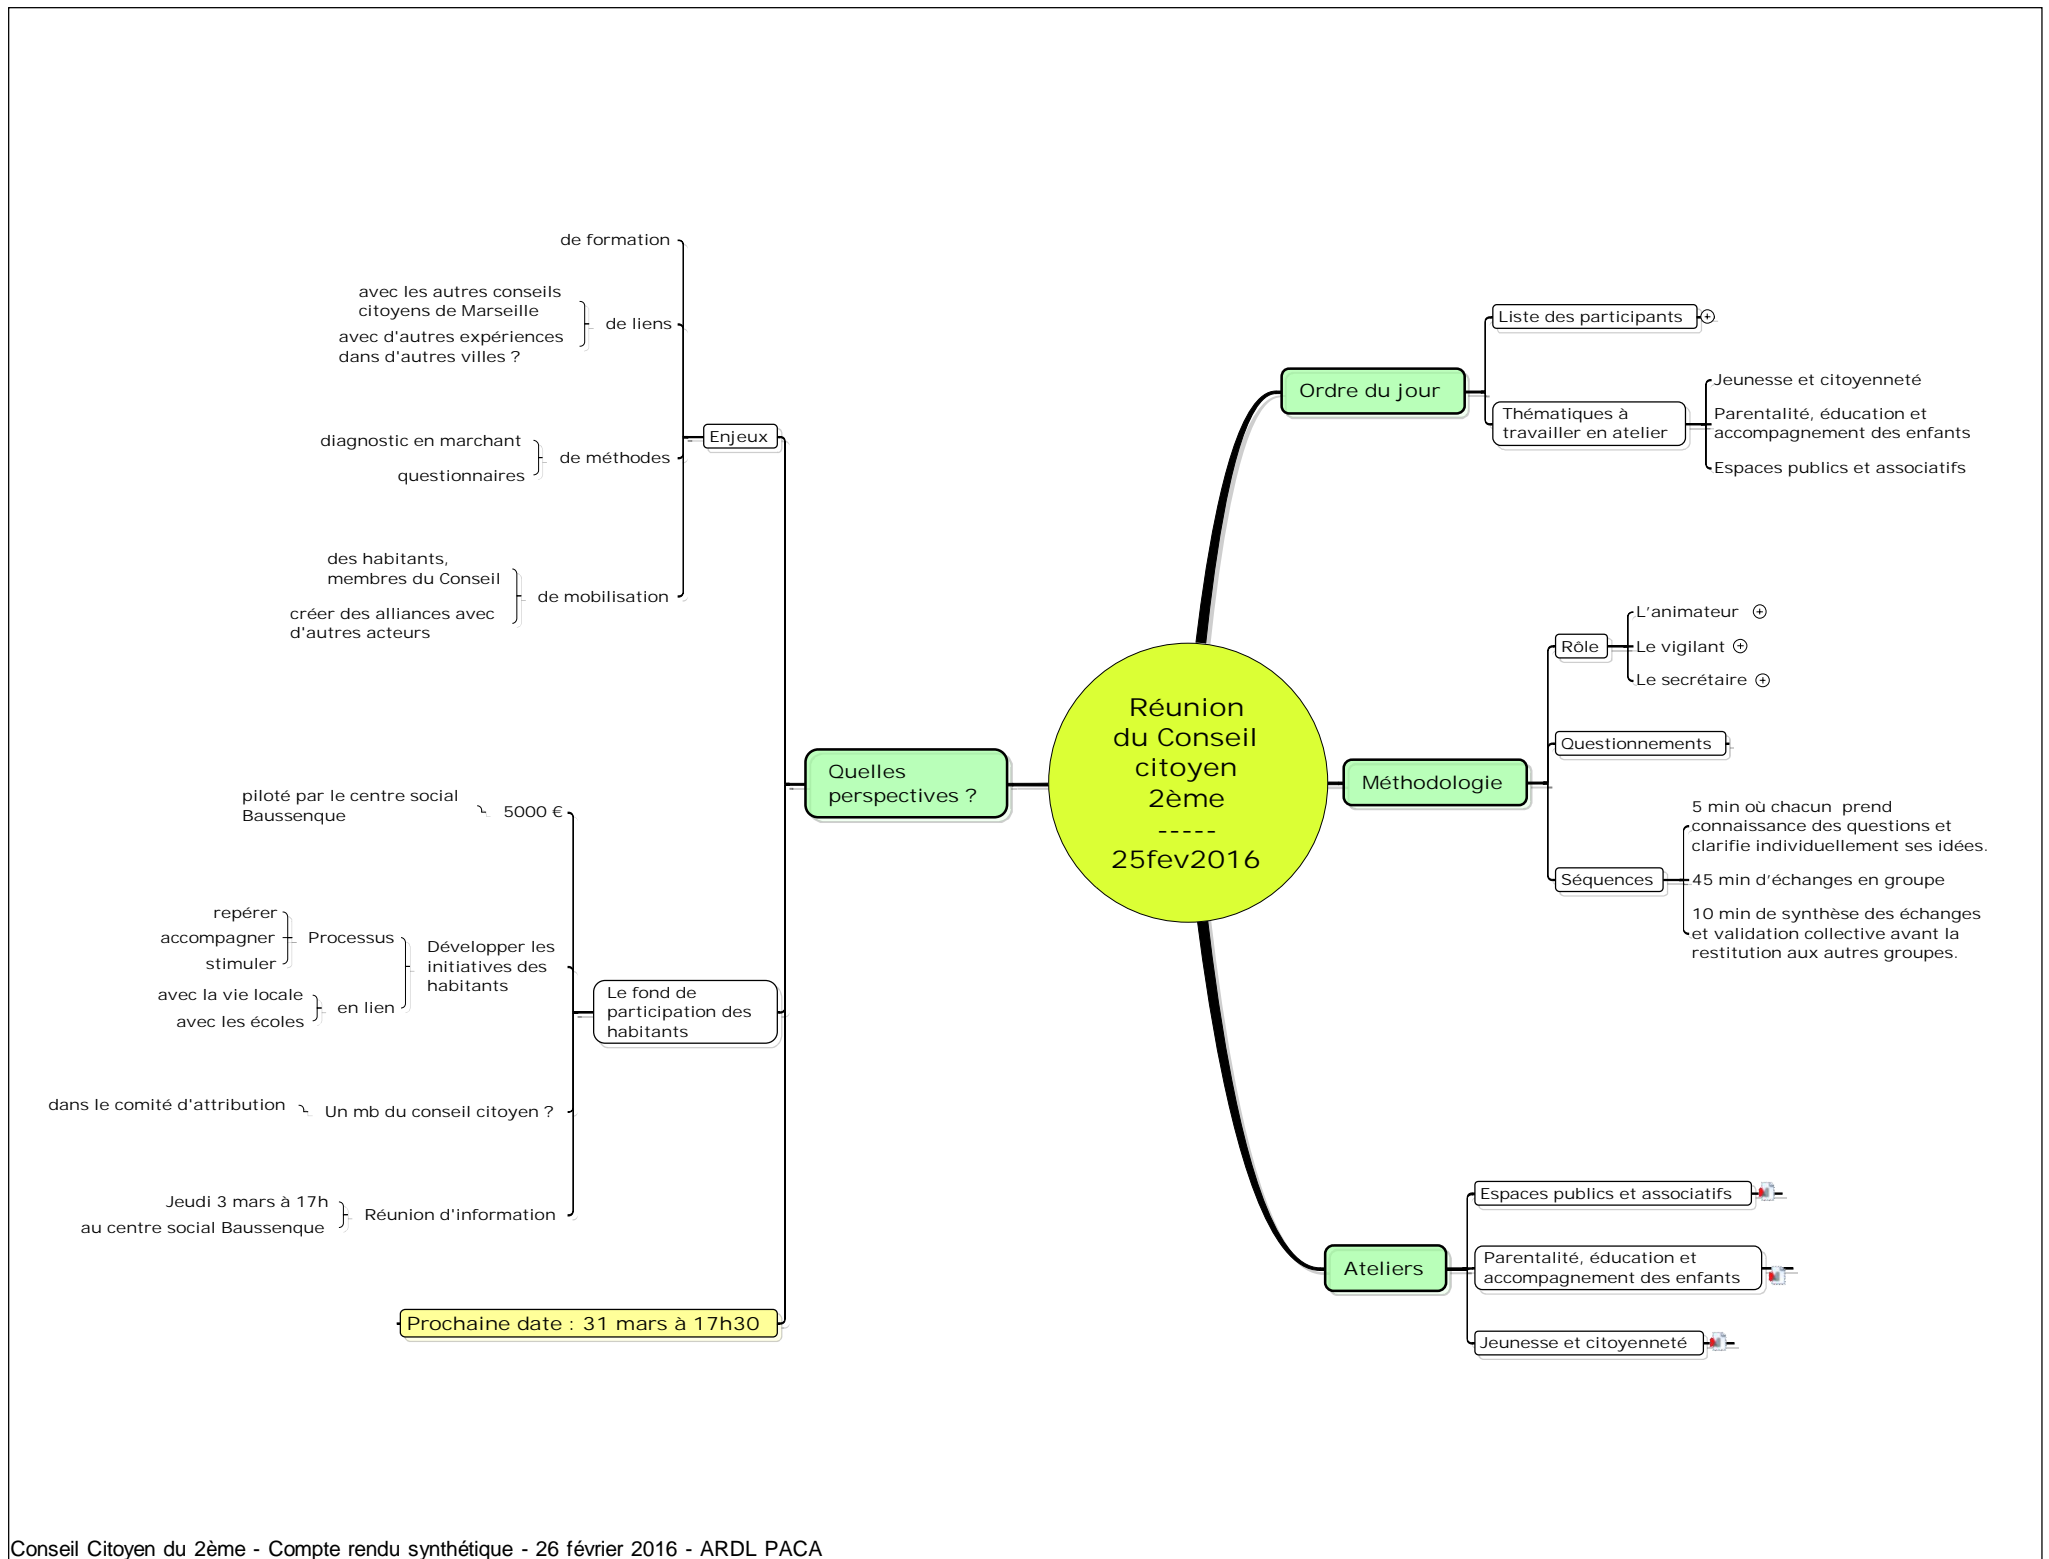 Réunion
du Conseil
citoyen
2ème
-----
25fev2016
Ordre du jour
Liste des participants
Thématiques à
travailler en atelier
Jeunesse et citoyenneté
Parentalité, éducation et
accompagnement des enfants
Espaces publics et associatifs
Méthodologie
Rôle
L'animateur
Le vigilant
Le secrétaire
Questionnements
Séquences
5 min où chacun  prend
connaissance des questions et
clarifie individuellement ses idées.
45 min d'échanges en groupe
10 min de synthèse des échanges
et validation collective avant la
restitution aux autres groupes.
Ateliers
Espaces publics et associatifs
Parentalité, éducation et
accompagnement des enfants
Jeunesse et citoyenneté
Quelles
perspectives ?
Enjeux
de formation
de liens
avec les autres conseils
citoyens de Marseille
avec d'autres expériences
dans d'autres villes ?
de méthodes
diagnostic en marchant
questionnaires
de mobilisation
des habitants,
membres du Conseil
créer des alliances avec
d'autres acteurs
Le fond de
participation des
habitants
5000 €
piloté par le centre social
Baussenque
Développer les
initiatives des
habitants
Processus
repérer
accompagner
stimuler
en lien
avec la vie locale
avec les écoles
Un mb du conseil citoyen ?
dans le comité d'attribution
Réunion d'information
Jeudi 3 mars à 17h
au centre social Baussenque
Prochaine date : 31 mars à 17h30
Conseil Citoyen du 2ème - Compte rendu synthétique - 26 février 2016 - ARDL PACA